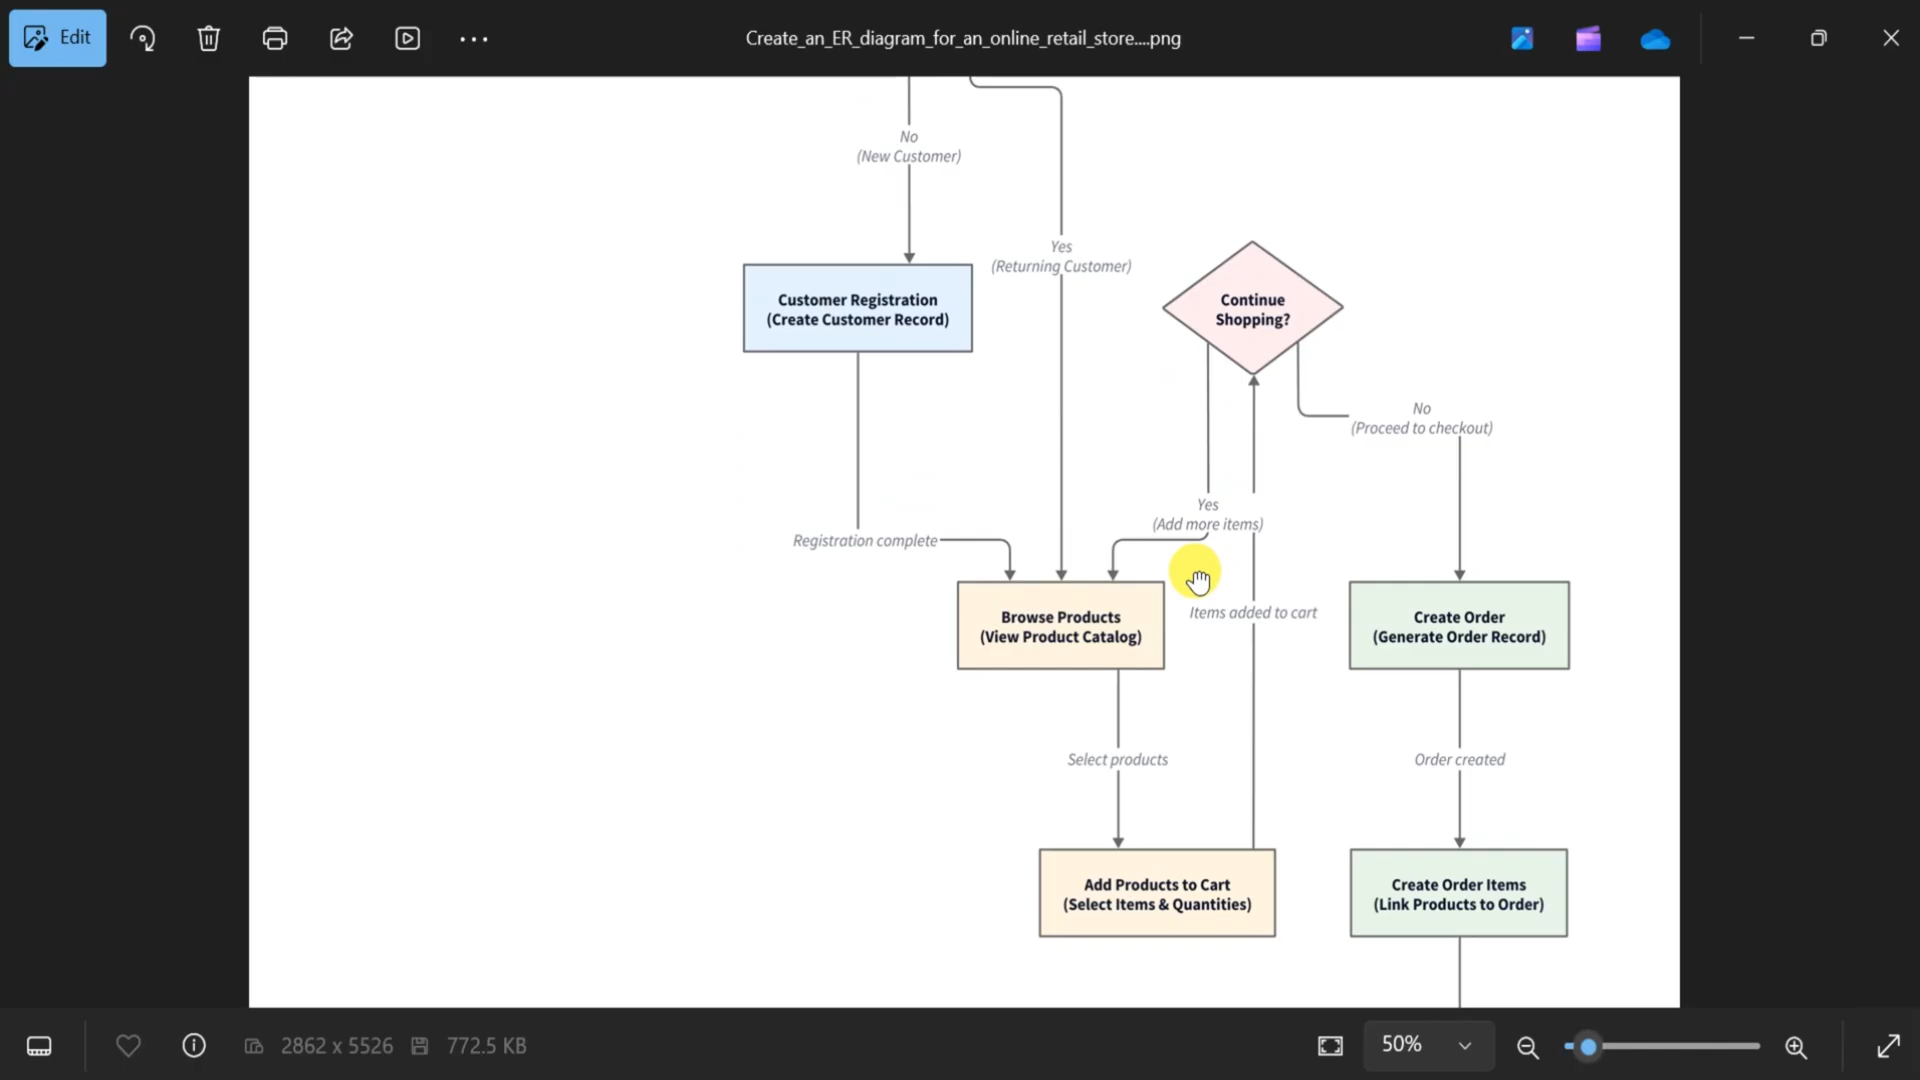 Edit
Create_an_ER_diagram_for_an_online_retail_store....png
No
(New Customer)
Yes
(Returning Customer)
Customer Registration
(Create Customer Record)
Continue
Shopping?
No
(Proceed to checkout)
Yes
(Add more items)
Registration complete
Browse Products
(View Product Catalog)
Items added to cart
Create Order
(Generate Order Record)
Select products
Order created
Add Products to Cart
(Select Items & Quantities)
Create Order Items
(Link Products to Order)
2862 x 5526
772.5 KB
50%